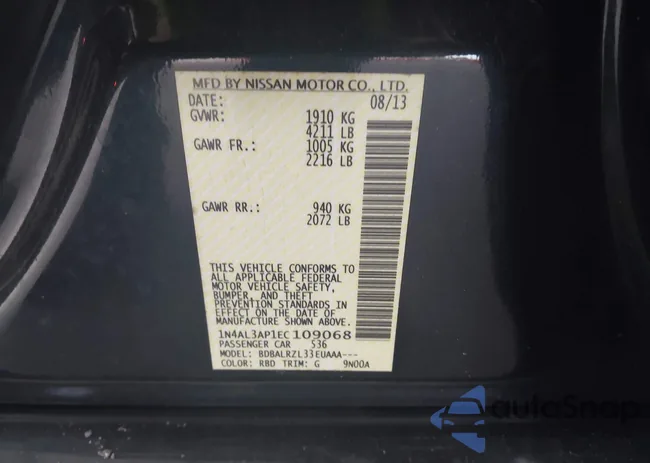 MFD BY NISSAN MOTOR CO., LTD.
DATE: 08/13
GVWR: 1910 KG
4211 LB
GAWR FR.: 1005 KG
2216 LB
GAWR RR.: 940 KG
2072 LB
THIS VEHICLE CONFORMS TO
ALL APPLICABLE FEDERAL
MOTOR VEHICLE SAFETY,
BUMPER, AND THEFT
PREVENTION STANDARDS IN
EFFECT ON THE DATE OF
MANUFACTURE SHOWN ABOVE.
1N4AL3AP1EC109068
PASSENGER CAR 536
MODEL: BDBALRZL33EUAAA---
COLOR: RBD TRIM: G 9N00A
autoSnap